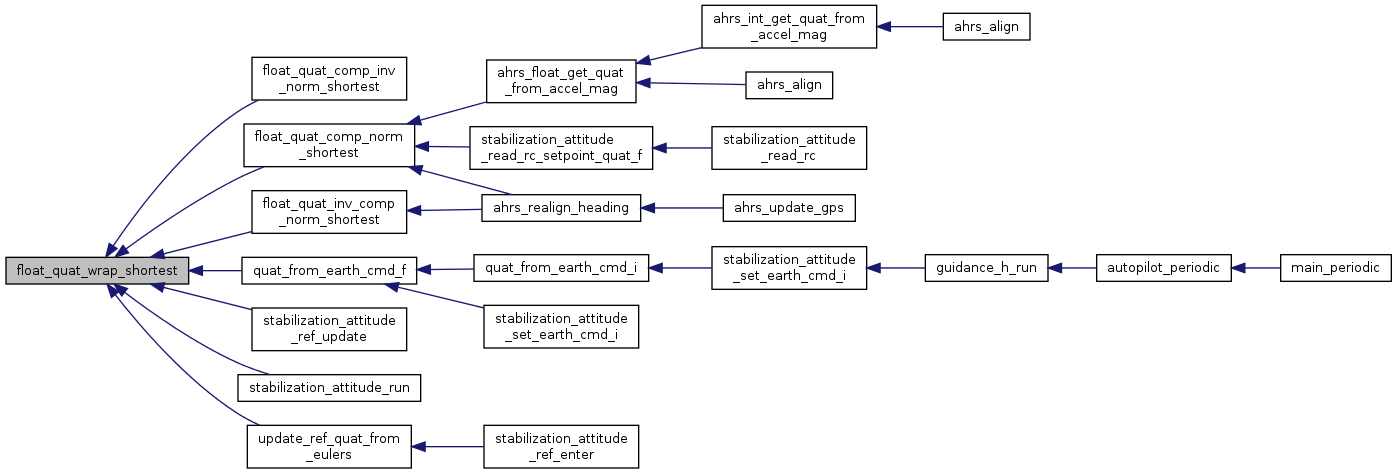 ahrs_int_get_quat_from
_accel_mag
ahrs_align
float_quat_comp_inv
_norm_shortest
ahrs_float_get_quat
_from_accel_mag
ahrs_align
float_quat_comp_norm
_shortest
stabilization_attitude
_read_rc_setpoint_quat_f
stabilization_attitude
_read_rc
float_quat_inv_comp
_norm_shortest
ahrs_realign_heading
ahrs_update_gps
float_quat_wrap_shortest
quat_from_earth_cmd_f
quat_from_earth_cmd_i
stabilization_attitude
_set_earth_cmd_i
guidance_h_run
autopilot_periodic
main_periodic
stabilization_attitude
_ref_update
stabilization_attitude
_set_earth_cmd_i
stabilization_attitude_run
update_ref_quat_from
_eulers
stabilization_attitude
_ref_enter